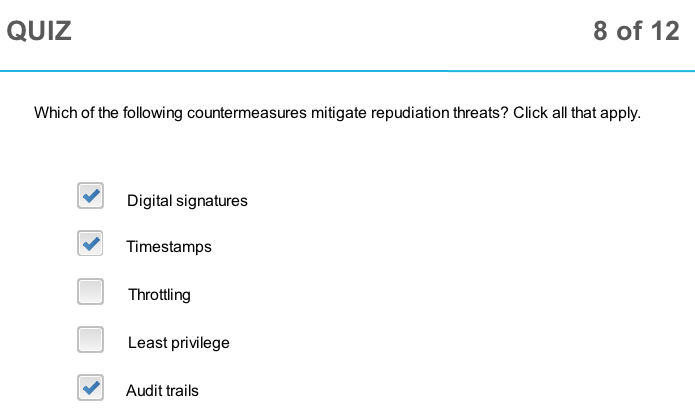 QUIZ 8 of 12
Which of the following countermeasures mitigate repudiation threats? Click all that apply.
Digital signatures
Timestamps
Throttling
Least privilege
Audit trails